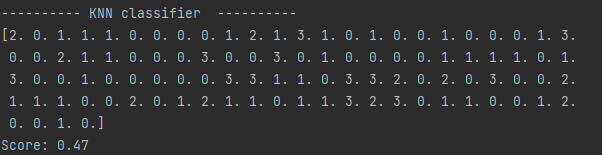 ---------- KNN classifier  ----------
[2. 0. 1. 1. 1. 0. 0. 0. 0. 1. 2. 1. 3. 1. 0. 1. 0. 0. 1. 0. 0. 0. 1. 3.
 0. 0. 2. 1. 1. 0. 0. 0. 3. 0. 0. 3. 0. 1. 0. 0. 0. 0. 1. 1. 1. 1. 0. 1.
 3. 0. 0. 1. 0. 0. 0. 0. 0. 3. 3. 1. 1. 0. 3. 3. 2. 0. 2. 0. 3. 0. 0. 2.
 1. 1. 1. 0. 0. 2. 0. 1. 2. 1. 1. 0. 1. 1. 3. 2. 3. 0. 1. 1. 0. 0. 1. 2.
 0. 0. 1. 0.]
Score: 0.47